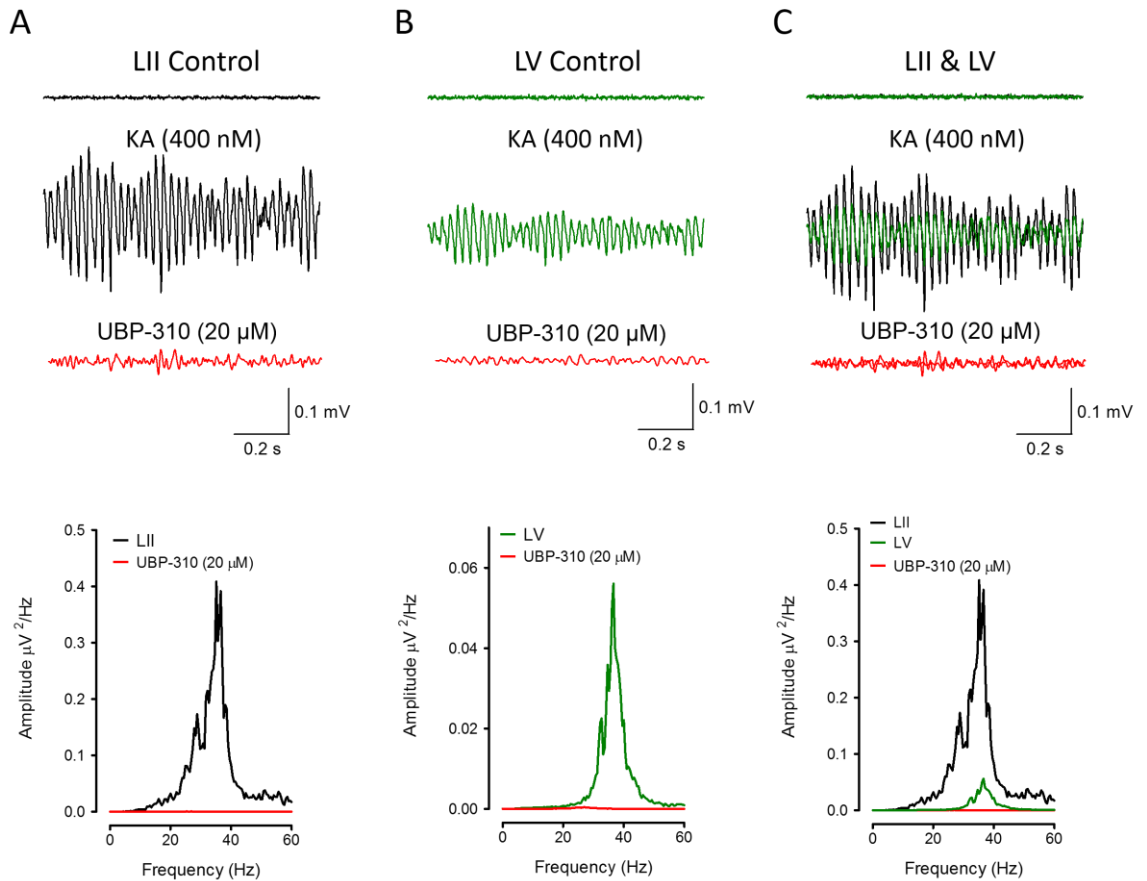 A
LII Control
KA (400 nM)
UBP-310 (20 µM)
0.1 mV
0.2 s
0.5
LII
UBP-310 (20 µM)
0.4
0.3
0.2
0.1
0.0
Amplitude µV ²/Hz
0 20 40 60
Frequency (Hz)
B
LV Control
KA (400 nM)
UBP-310 (20 µM)
0.1 mV
0.2 s
LV
UBP-310 (20 µM)
0.06
0.04
0.02
0.00
Amplitude µV ²/Hz
0 20 40 60
Frequency (Hz)
C
LII & LV
KA (400 nM)
UBP-310 (20 µM)
0.1 mV
0.2 s
LII
0.5
LV
UBP-310 (20 µM)
0.4
0.3
0.2
0.1
0.0
Amplitude µV ²/Hz
0 20 40 60
Frequency (Hz)